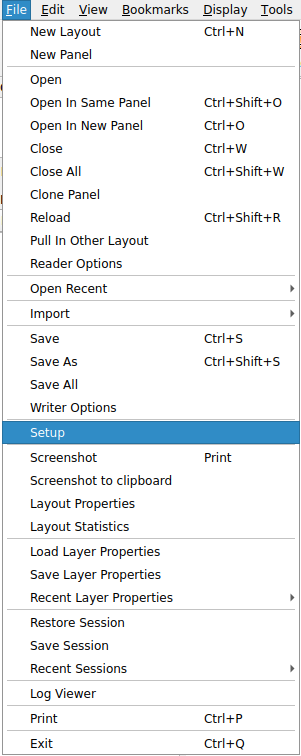 File Edit View Bookmarks Display Tools
New Layout Ctrl+N
New Panel
Open
Open In Same Panel Ctrl+Shift+O
Open In New Panel Ctrl+O
Close Ctrl+W
Close All Ctrl+Shift+W
Clone Panel
Reload Ctrl+Shift+R
Pull In Other Layout
Reader Options
Open Recent
Import
Save Ctrl+S
Save As Ctrl+Shift+S
Save All
Writer Options
Setup
Screenshot Print
Screenshot to clipboard
Layout Properties
Layout Statistics
Load Layer Properties
Save Layer Properties
Recent Layer Properties
Restore Session
Save Session
Recent Sessions
Log Viewer
Print Ctrl+P
Exit Ctrl+Q